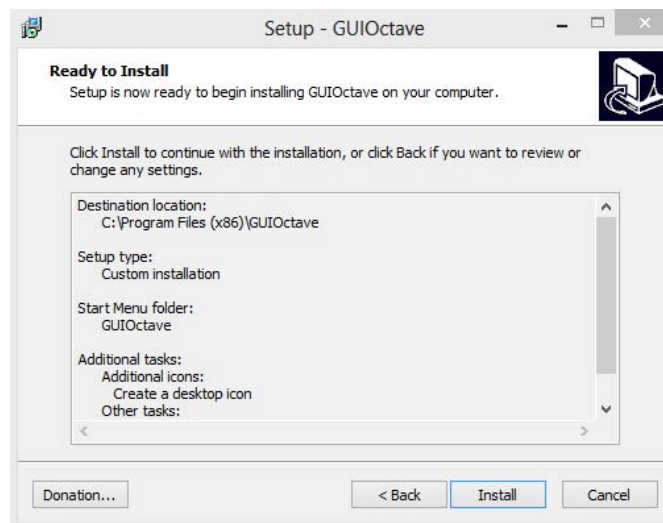 Setup - GUIOctave
Ready to Install
Setup is now ready to begin installing GUIOctave on your computer.
Click Install to continue with the installation, or click Back if you want to review or
change any settings.
Destination location:
C:\Program Files (x86)\GUIOctave
Setup type:
Custom installation
Start Menu folder:
GUIOctave
Additional tasks:
Additional icons:
Create a desktop icon
Other tasks:
Donation...
< Back
Install
Cancel